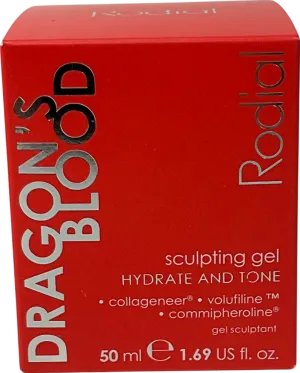 Rodial
DRAGON'S
BLOOD
Rodial
sculpting gel
HYDRATE AND TONE
• collageneer® • volufiline ™
• commipheroline®
gel sculptant
50 ml ℮ 1.69 US fl. oz.